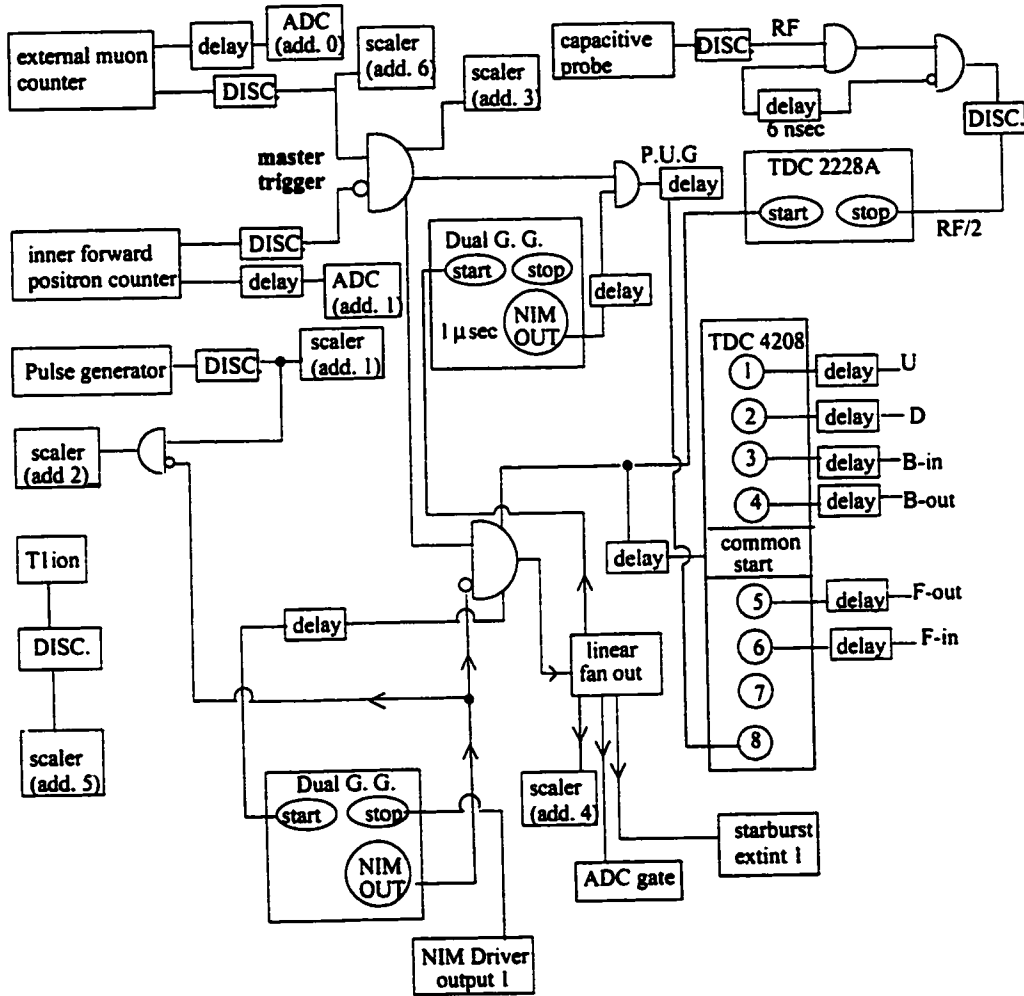 external muon
counter
delay
ADC
(add. 0)
DISC.
scaler
(add. 6)
scaler
(add. 3)
capacitive
probe
DISC.
RF
delay
6 nsec
DISC.
master
trigger
P.U.G
delay
TDC 2228A
start
stop
RF/2
inner forward
positron counter
DISC.
delay
ADC
(add. 1)
Dual G. G.
start
stop
1 μsec
NIM
OUT
delay
Pulse generator
DISC.
scaler
(add. 1)
TDC 4208
1
delay
U
2
delay
D
3
delay
B-in
4
delay
B-out
common
start
delay
5
delay
F-out
6
delay
F-in
7
8
scaler
(add 2)
Tlion
DISC.
scaler
(add. 5)
delay
linear
fan out
Dual G. G.
start
stop
NIM
OUT
scaler
(add. 4)
starburst
extint 1
ADC gate
NIM Driver
output 1